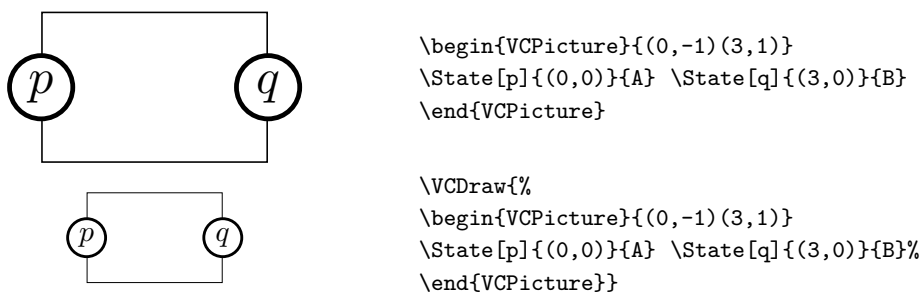 p q
\begin{VCPicture}{(0,-1)(3,1)}
\State[p]{(0,0)}{A} \State[q]{(3,0)}{B}
\end{VCPicture}
p q
\VCDraw{%
\begin{VCPicture}{(0,-1)(3,1)}
\State[p]{(0,0)}{A} \State[q]{(3,0)}{B}%
\end{VCPicture}}